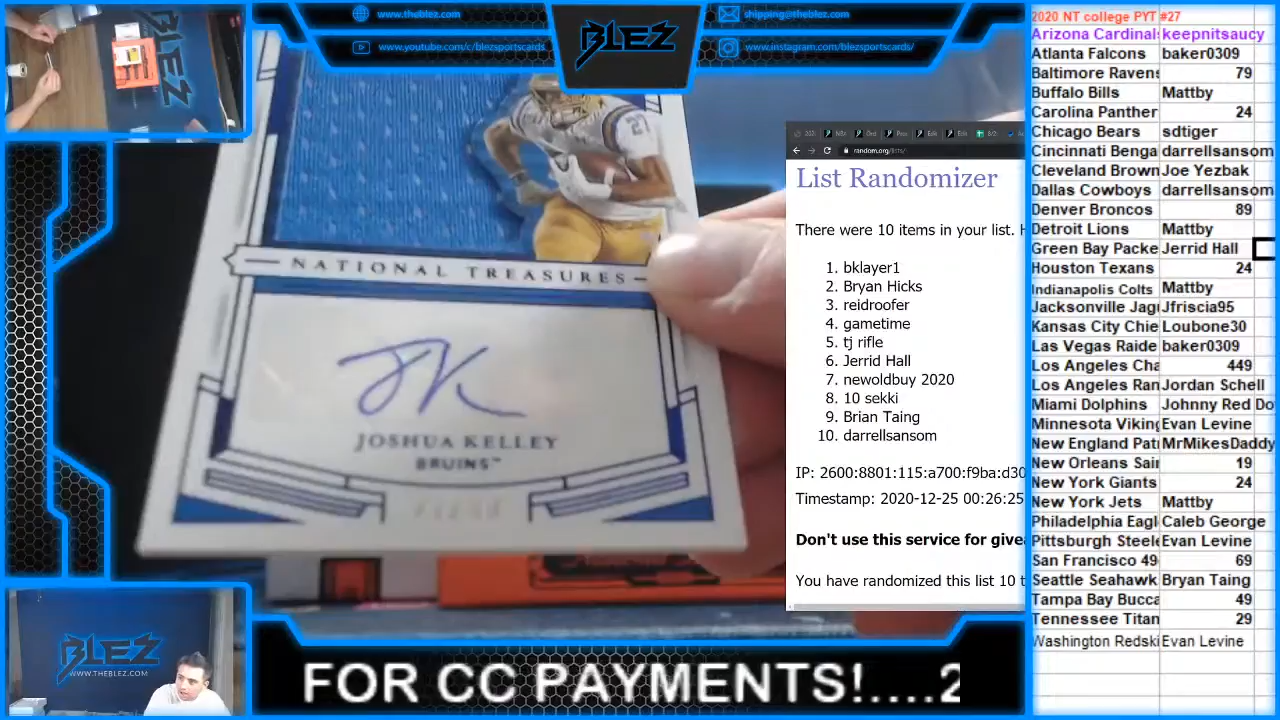 www.theblez.com
www.youtube.com/c/blezsportscards
BLEZ
shipping@theblez.com
www.instagram.com/blezsportscards/
BLEZ
27
NATIONAL TREASURES
JK
JOSHUA KELLEY
BRUINS™
random.org/lists/
List Randomizer
There were 10 items in your list. H
1. bklayer1
2. Bryan Hicks
3. reidroofer
4. gametime
5. tj rifle
6. Jerrid Hall
7. newoldbuy 2020
8. 10 sekki
9. Brian Taing
10. darrellsansom
IP: 2600:8801:115:a700:f9ba:d30
Timestamp: 2020-12-25 00:26:25
Don't use this service for givea
You have randomized this list 10 t
2020 NT college PYT #27
Arizona Cardinals keepnitsaucy
Atlanta Falcons baker0309
Baltimore Ravens 79
Buffalo Bills Mattby
Carolina Panther 24
Chicago Bears sdtiger
Cincinnati Benga darrellsansom
Cleveland Brown Joe Yezbak
Dallas Cowboys darrellsansom
Denver Broncos 89
Detroit Lions Mattby
Green Bay Packe Jerrid Hall
Houston Texans 24
Indianapolis Colts Mattby
Jacksonville Jagu Jfriscia95
Kansas City Chie Loubone30
Las Vegas Raide baker0309
Los Angeles Cha 449
Los Angeles Ran Jordan Schell
Miami Dolphins Johnny Red Do
Minnesota Viking Evan Levine
New England Pat MrMikesDaddy
New Orleans Sai 19
New York Giants 24
New York Jets Mattby
Philadelphia Eagl Caleb George
Pittsburgh Steele Evan Levine
San Francisco 49 69
Seattle Seahawk Bryan Taing
Tampa Bay Bucca 49
Tennessee Titan 29
Washington Redski Evan Levine
BLEZ
WWW.THEBLEZ.COM
FOR CC PAYMENTS!....2